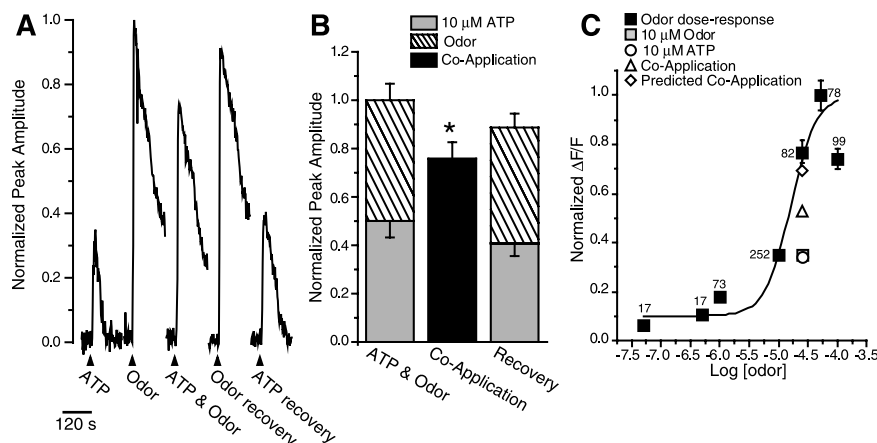 A
Normalized Peak Amplitude
1.0
0.8
0.6
0.4
0.2
0.0
ATP
Odor
ATP & Odor
Odor recovery
ATP recovery
120 s
B
10 µM ATP
Odor
Co-Application
Normalized Peak Amplitude
1.2
1.0
0.8
0.6
0.4
0.2
0.0
*
ATP & Odor
Co-Application
Recovery
C
Odor dose-response
10 µM Odor
10 µM ATP
Co-Application
Predicted Co-Application
Normalized ΔF/F
1.0
0.8
0.6
0.4
0.2
0.0
17
17
73
252
82
78
99
-7.5 -7.0 -6.5 -6.0 -5.5 -5.0 -4.5 -4.0 -3.5
Log [odor]